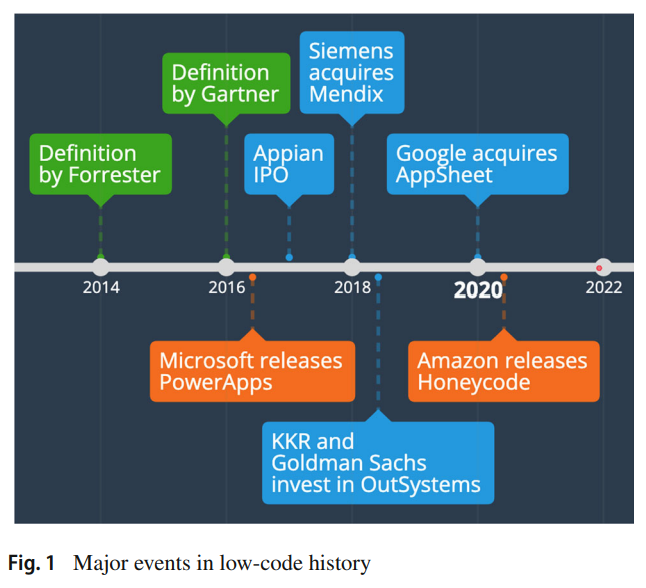 Siemens
acquires
Mendix
Definition
by Gartner
Definition
by Forrester
Appian
IPO
Google acquires
AppSheet
2014
2016
2018
2020
2022
Microsoft releases
PowerApps
Amazon releases
Honeycode
KKR and
Goldman Sachs
invest in OutSystems
Fig. 1 Major events in low-code history